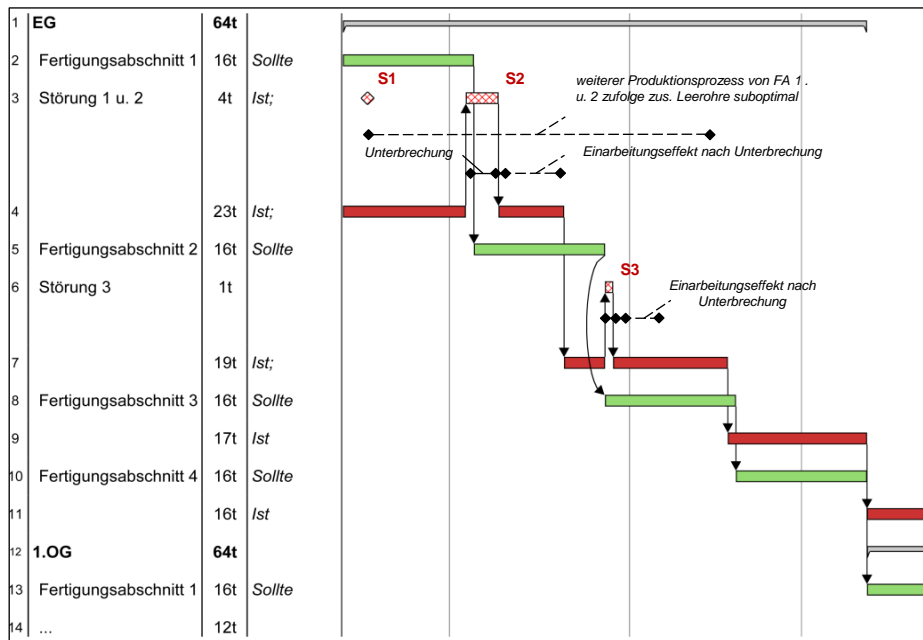 1 EG 64t
2 Fertigungsabschnitt 1 16t Sollte
S1 S2
weiterer Produktionsprozess von FA 1 .
u. 2 zufolge zus. Leerohre suboptimal
3 Störung 1 u. 2 4t Ist;
Unterbrechung Einarbeitungseffekt nach Unterbrechung
4 23t Ist;
5 Fertigungsabschnitt 2 16t Sollte
S3
6 Störung 3 1t
Einarbeitungseffekt nach
Unterbrechung
7 19t Ist;
8 Fertigungsabschnitt 3 16t Sollte
9 17t Ist
10 Fertigungsabschnitt 4 16t Sollte
11 16t Ist
12 1.OG 64t
13 Fertigungsabschnitt 1 16t Sollte
14 ... 12t